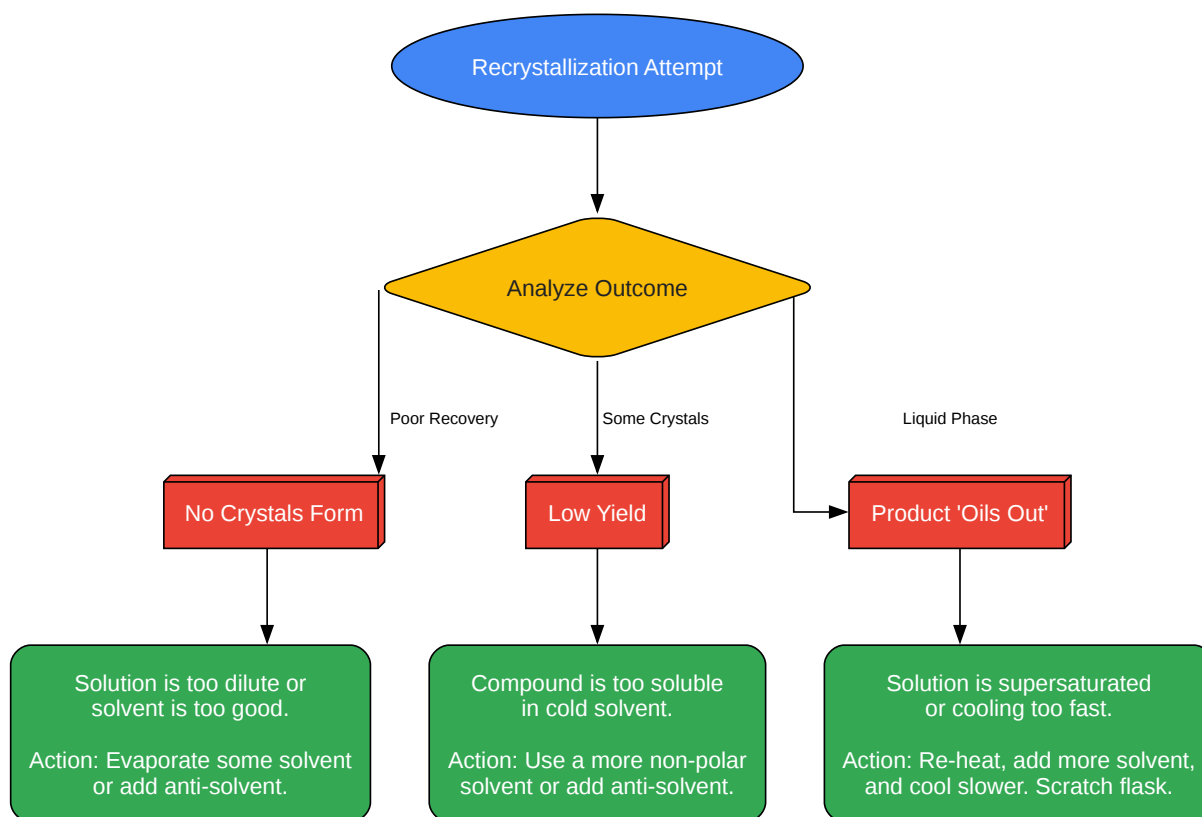 Recrystallization Attempt
Analyze Outcome
Poor Recovery
Some Crystals
Liquid Phase
No Crystals Form
Low Yield
Product 'Oils Out'
Solution is too dilute or
solvent is too good.
Action: Evaporate some solvent
or add anti-solvent.
Compound is too soluble
in cold solvent.
Action: Use a more non-polar
solvent or add anti-solvent.
Solution is supersaturated
or cooling too fast.
Action: Re-heat, add more solvent,
and cool slower. Scratch flask.